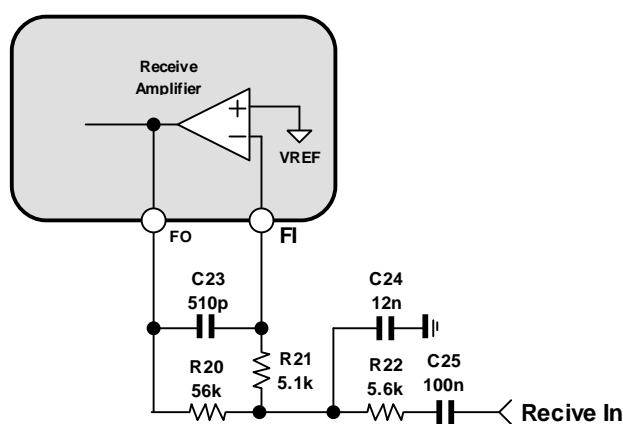 Receive
Amplifier
VREF
FO
FI
C23
510p
C24
12n
R20
56k
R21
5.1k
R22
5.6k
C25
100n
Recive In